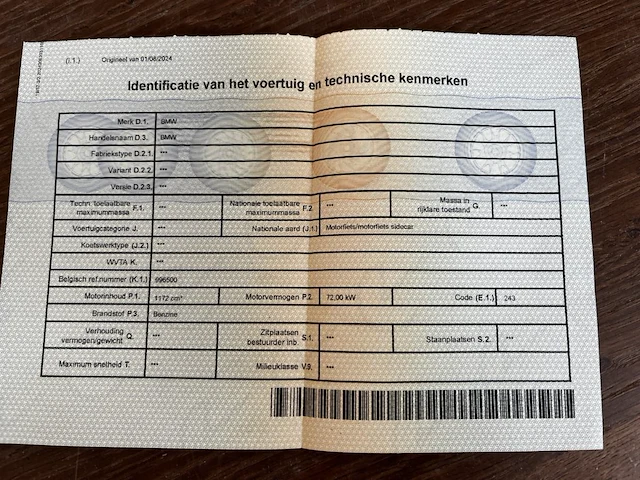 (i.1.) Origineel van 01/08/2024
Identificatie van het voertuig en technische kenmerken
Merk D.1. BMW
Handelsnaam D.3. BMW
Fabriekstype D.2.1. ***
Variant D.2.2. ***
Versie D.2.3. ***
Techn. toelaatbare maximummassa F.1. *** Nationale toelaatbare maximummassa F.2. *** Massa in rijklare toestand G. ***
Voertuigcategorie J. *** Nationale aard (J.1.) Motorfiets/motorfiets sidecar
Koetswerktype (J.2.) ***
WVTA K. ***
Belgisch ref.nummer (K.1.) 996500
Motorinhoud P.1. 1172 cm³ Motorvermogen P.2. 72,00 kW Code (E.1.) 243
Brandstof P.3. Benzine
Verhouding vermogen/gewicht Q. *** Zitplaatsen bestuurder inb. S.1. *** Staanplaatsen S.2. ***
Maximum snelheid T. *** Milieuklasse V.9. ***